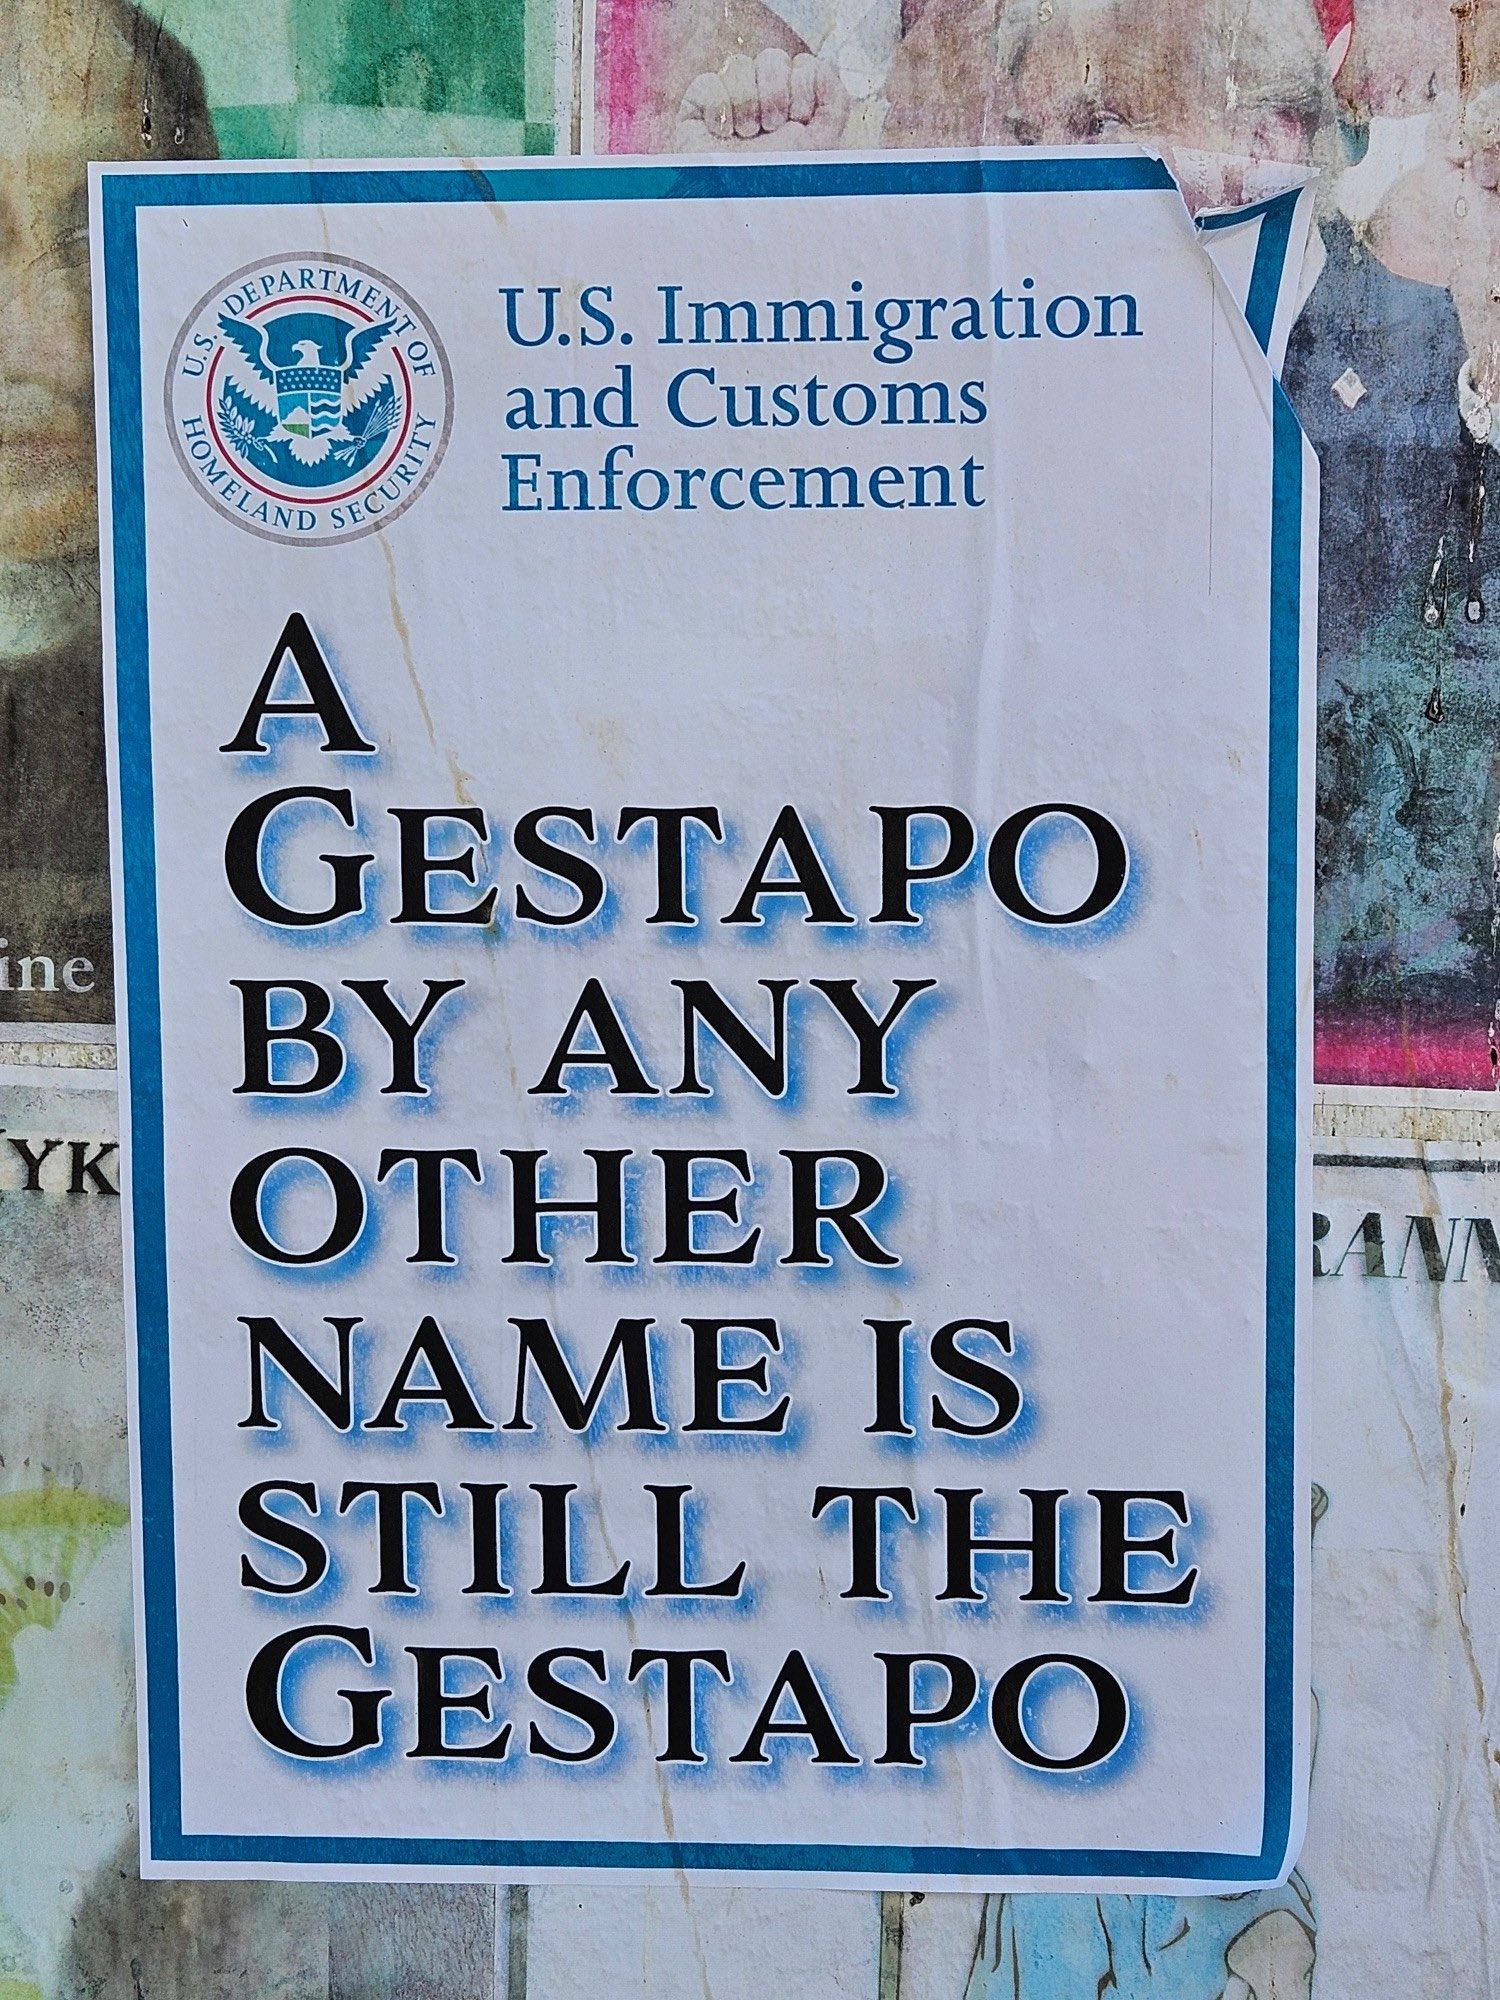 U.S. DEPARTMENT OF
HOMELAND SECURITY
U.S. Immigration
and Customs
Enforcement
A
GESTAPO
BY ANY
OTHER
NAME IS
STILL THE
GESTAPO
ine
YK
RANN